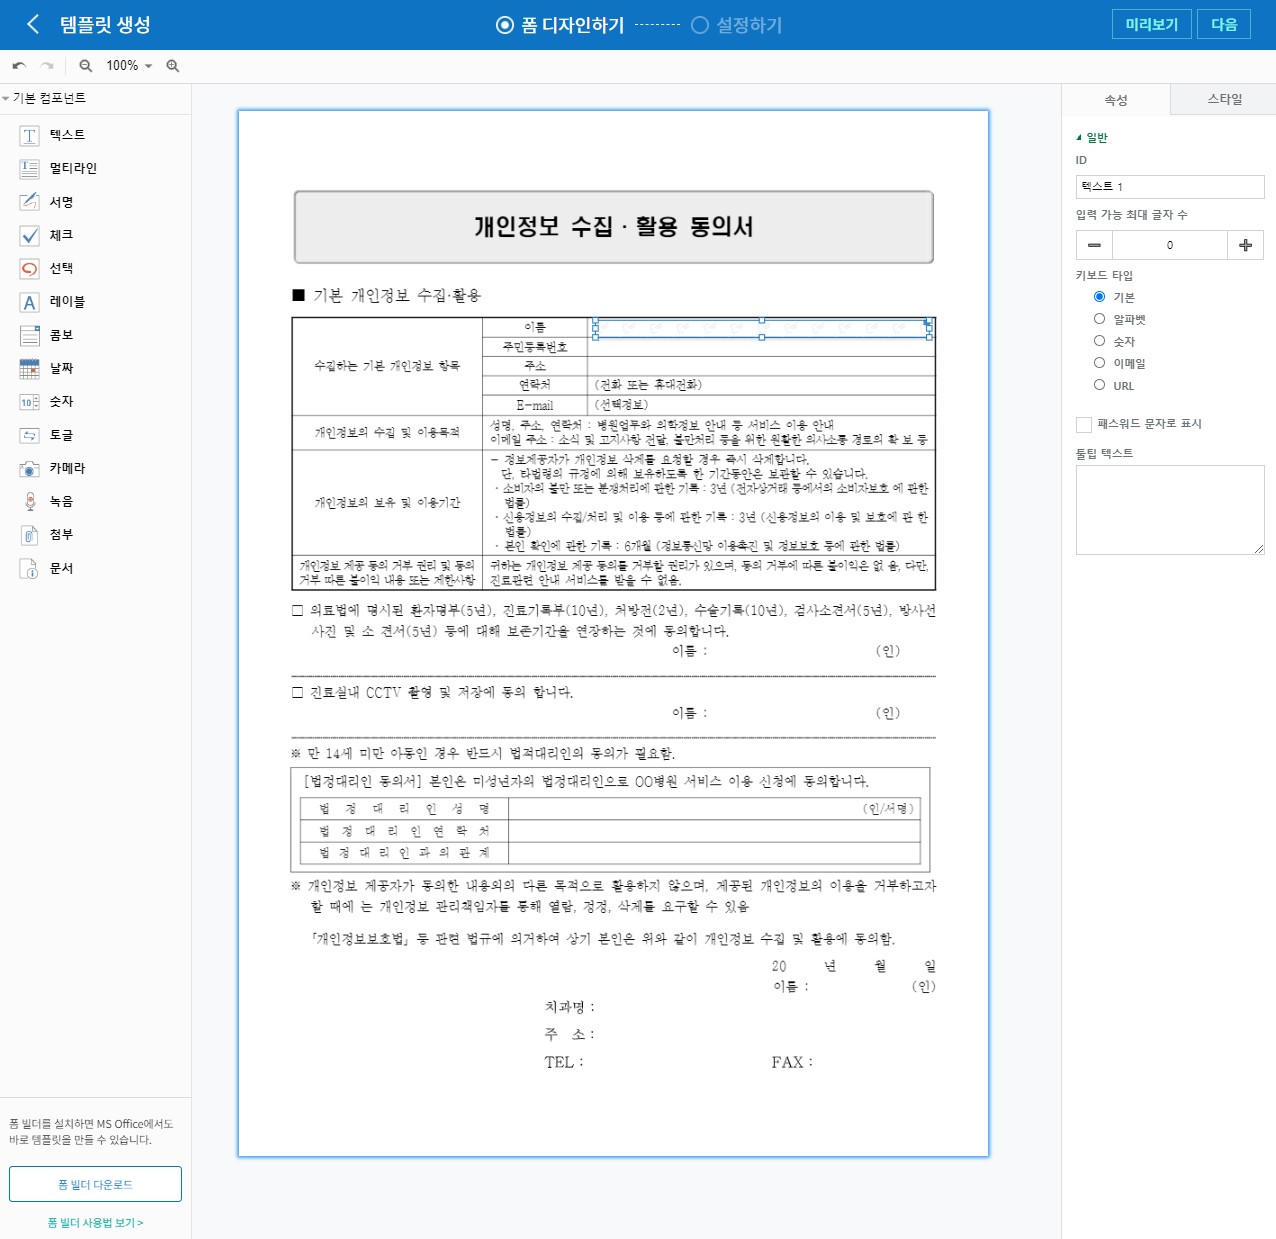 템플릿 생성
폼 디자인하기
설정하기
미리보기
다음
100%
기본 컴포넌트
텍스트
멀티라인
서명
체크
선택
레이블
콤보
날짜
숫자
토글
카메라
녹음
첨부
문서
폼 빌더를 설치하면 MS Office에서도
바로 템플릿을 만들 수 있습니다.
폼 빌더 다운로드
폼 빌더 사용법 보기 >
개인정보 수집 · 활용 동의서
■ 기본 개인정보 수집·활용
수집하는 기본 개인정보 항목
이름
주민등록번호
주소
연락처
(전화 또는 휴대전화)
E-mail
(선택정보)
개인정보의 수집 및 이용목적
성명, 주소, 연락처 : 병원업투와 의학정보 안내 등 서비스 이용 안내
이메일 주소 : 소식 및 고지사항 전달, 불만처리 등을 위한 원활한 의사소통 경로의 확 보 등
개인정보의 보유 및 이용기간
- 정보제공자가 개인정보 삭제를 요청할 경우 즉시 삭제합니다.
단, 타법령의 규정에 의해 보유하도록 한 기간동안은 보관할 수 있습니다.
· 소비자의 불만 또는 분쟁처리에 관한 기록 : 3년 (전자상거래 등에서의 소비자보호 에 관한
법률)
· 신용정보의 수집/처리 및 이용 등에 관한 기록 : 3년 (신용정보의 이용 및 보호에 관 한
법률)
· 본인 확인에 관한 기록 : 6개월 (정보통신망 이용촉진 및 정보보호 등에 관한 법률)
개인정보 제공 동의 거부 권리 및 동의
거부 따른 불이익 내용 또는 제한사항
귀하는 개인정보 제공 동의를 거부할 권리가 있으며, 동의 거부에 따른 불이익은 없 음, 다만,
진료관련 안내 서비스를 받을 수 없음.
□ 의료법에 명시된 환자명부(5년), 진료기록부(10년), 처방전(2년), 수술기록(10년), 검사소견서(5년), 방사선
사진 및 소 견서(5년) 등에 대해 보존기간을 연장하는 것에 동의합니다.
이름 : (인)
□ 진료실내 CCTV 촬영 및 저장에 동의 합니다.
이름 : (인)
※ 만 14세 미만 아동인 경우 반드시 법적대리인의 동의가 필요함.
[법정대리인 동의서] 본인은 미성년자의 법정대리인으로 OO병원 서비스 이용 신청에 동의합니다.
법 정 대 리 인 성 명
(인/서명)
법 정 대 리 인 연 락 처
법 정 대 리 인 과 의 관 계
※ 개인정보 제공자가 동의한 내용외의 다른 목적으로 활용하지 않으며, 제공된 개인정보의 이용을 거부하고자
할 때에 는 개인정보 관리책임자를 통해 열람, 정정, 삭제를 요구할 수 있음
「개인정보보호법」등 관련 법규에 의거하여 상기 본인은 위와 같이 개인정보 수집 및 활용에 동의함.
20 년 월 일
이름 : (인)
치과명 :
주 소 :
TEL : FAX :
속성
스타일
일반
ID
텍스트 1
입력 가능 최대 글자 수
0
키보드 타입
기본
알파벳
숫자
이메일
URL
패스워드 문자로 표시
툴팁 텍스트